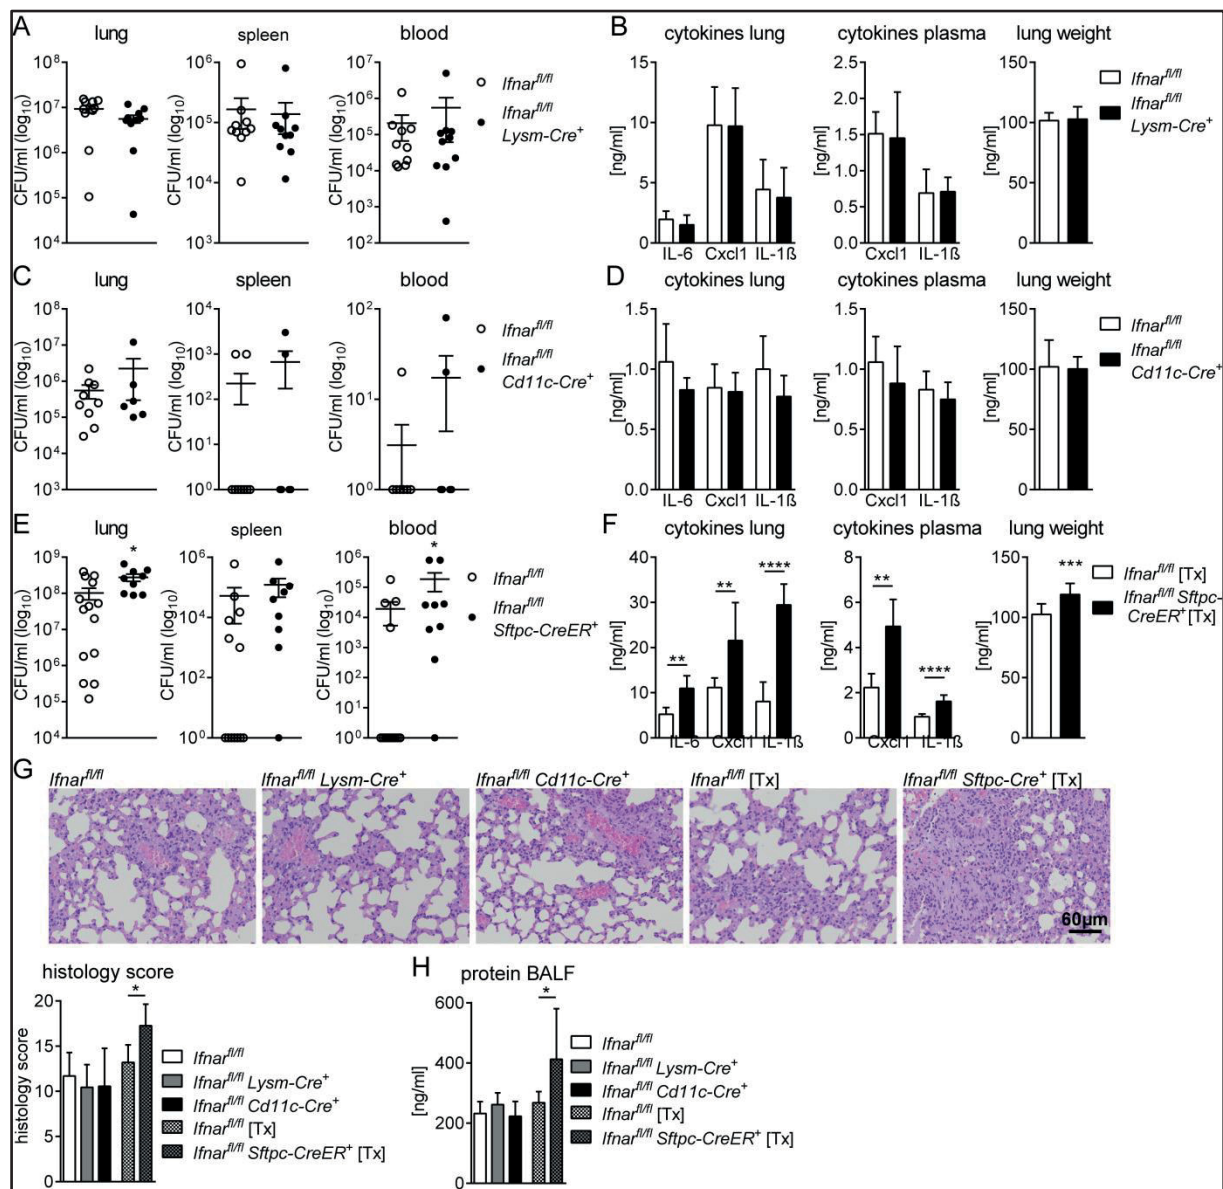 A
lung
spleen
blood
CFU/ml (log10)
10^8
10^7
10^6
10^5
10^4
CFU/ml (log10)
10^6
10^5
10^4
10^3
CFU/ml (log10)
10^7
10^6
10^5
10^4
10^3
10^2
Ifnar^fl/fl
Ifnar^fl/fl
Lysm-Cre+
B
cytokines lung
cytokines plasma
lung weight
[ng/ml]
15
10
5
0
IL-6 Cxcl1 IL-1ß
[ng/ml]
2.5
2.0
1.5
1.0
0.5
0.0
Cxcl1 IL-1ß
[ng/ml]
150
100
50
0
Ifnar^fl/fl
Ifnar^fl/fl
Lysm-Cre+
C
lung
spleen
blood
CFU/ml (log10)
10^8
10^7
10^6
10^5
10^4
10^3
CFU/ml (log10)
10^4
10^3
10^2
10^1
10^0
CFU/ml (log10)
10^2
10^1
10^0
Ifnar^fl/fl
Ifnar^fl/fl
Cd11c-Cre+
D
cytokines lung
cytokines plasma
lung weight
[ng/ml]
1.5
1.0
0.5
0.0
IL-6 Cxcl1 IL-1ß
[ng/ml]
1.5
1.0
0.5
0.0
Cxcl1 IL-1ß
[ng/ml]
150
100
50
0
Ifnar^fl/fl
Ifnar^fl/fl
Cd11c-Cre+
E
lung
spleen
blood
*
*
CFU/ml (log10)
10^9
10^8
10^7
10^6
10^5
10^4
CFU/ml (log10)
10^6
10^4
10^2
10^0
CFU/ml (log10)
10^6
10^5
10^4
10^3
10^2
10^1
10^0
Ifnar^fl/fl
Ifnar^fl/fl
Sftpc-CreER+
F
cytokines lung
cytokines plasma
lung weight
[ng/ml]
40
30
20
10
0
** ** ****
IL-6 Cxcl1 IL-1ß
[ng/ml]
8
6
4
2
0
** ****
Cxcl1 IL-1ß
[ng/ml]
150
100
50
0
***
Ifnar^fl/fl [Tx]
Ifnar^fl/fl Sftpc-
CreER+ [Tx]
G
Ifnar^fl/fl
Ifnar^fl/fl Lysm-Cre+
Ifnar^fl/fl Cd11c-Cre+
Ifnar^fl/fl [Tx]
Ifnar^fl/fl Sftpc-Cre+ [Tx]
60µm
histology score
histology score
20
15
10
5
0
*
Ifnar^fl/fl
Ifnar^fl/fl Lysm-Cre+
Ifnar^fl/fl Cd11c-Cre+
Ifnar^fl/fl [Tx]
Ifnar^fl/fl Sftpc-CreER+ [Tx]
H
protein BALF
[ng/ml]
600
400
200
0
*
Ifnar^fl/fl
Ifnar^fl/fl Lysm-Cre+
Ifnar^fl/fl Cd11c-Cre+
Ifnar^fl/fl [Tx]
Ifnar^fl/fl Sftpc-CreER+ [Tx]